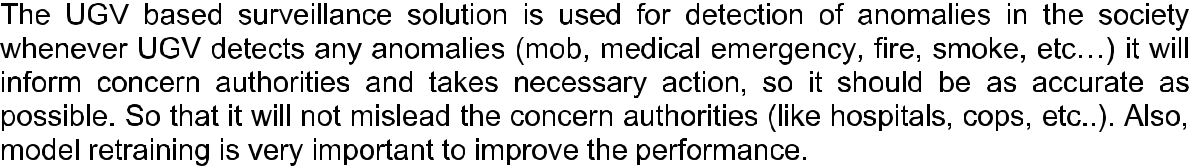 The UGV based surveillance solution is used for detection of anomalies in the society
whenever UGV detects any anomalies (mob, medical emergency, fire, smoke, etc…) it will
inform concern authorities and takes necessary action, so it should be as accurate as
possible. So that it will not mislead the concern authorities (like hospitals, cops, etc..). Also,
model retraining is very important to improve the performance.